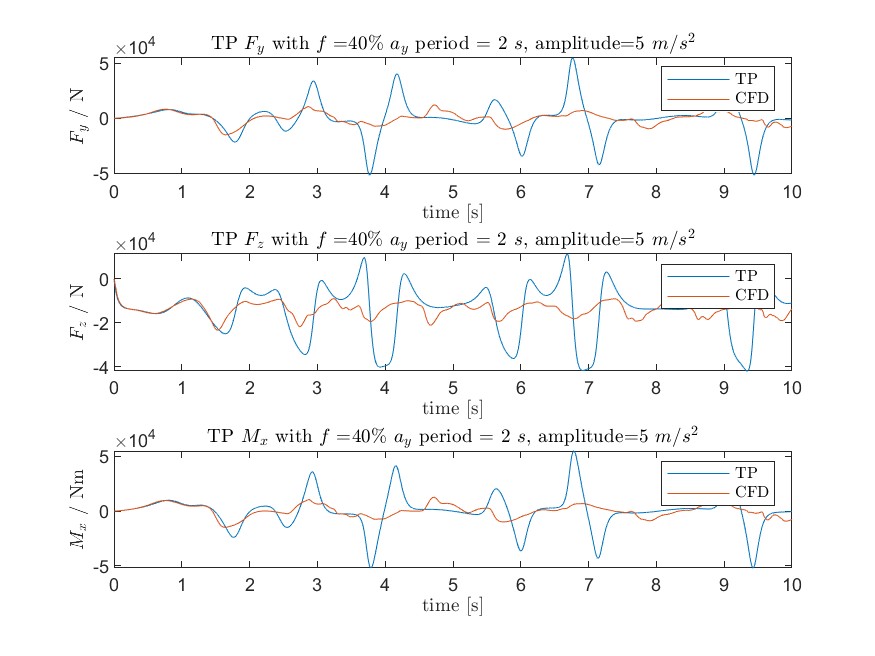 TP F_y with f =40% a_y period = 2 s, amplitude=5 m/s²
×10⁴
5
0
-5
F_y / N
TP
CFD
0 1 2 3 4 5 6 7 8 9 10
time [s]
TP F_z with f =40% a_y period = 2 s, amplitude=5 m/s²
×10⁴
0
-2
-4
F_z / N
TP
CFD
0 1 2 3 4 5 6 7 8 9 10
time [s]
TP M_x with f =40% a_y period = 2 s, amplitude=5 m/s²
×10⁴
5
0
-5
M_x / Nm
TP
CFD
0 1 2 3 4 5 6 7 8 9 10
time [s]